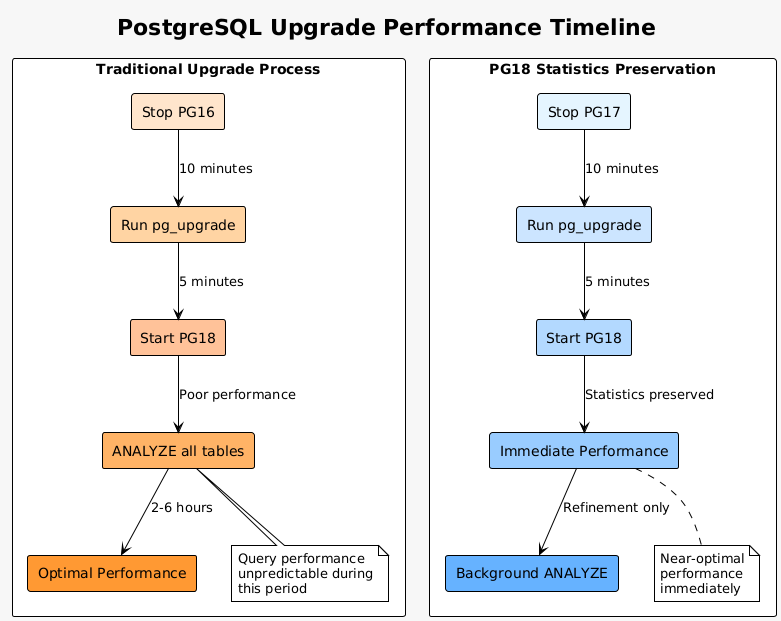 PostgreSQL Upgrade Performance Timeline
Traditional Upgrade Process
Stop PG16
10 minutes
Run pg_upgrade
5 minutes
Start PG18
Poor performance
ANALYZE all tables
2-6 hours
Optimal Performance
Query performance
unpredictable during
this period
PG18 Statistics Preservation
Stop PG17
10 minutes
Run pg_upgrade
5 minutes
Start PG18
Statistics preserved
Immediate Performance
Refinement only
Background ANALYZE
Near-optimal
performance
immediately